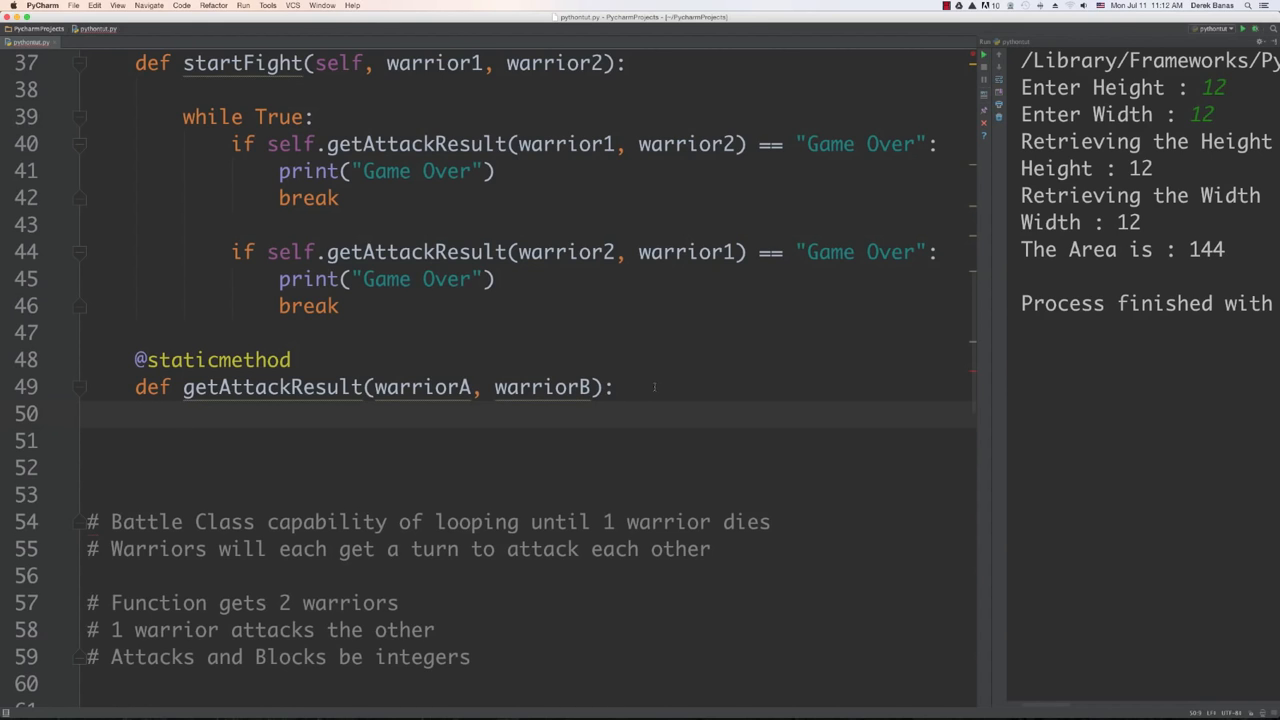 PyCharm File Edit View Navigate Code Refactor Run Tools VCS Window Help 10 Mon Jul 11 11:12 AM Derek Banas
pythontut.py - PycharmProjects - [~/PycharmProjects]
PycharmProjects pythontut.py pythontut
pythontut.py
Run pythontut
37 def startFight(self, warrior1, warrior2):
38
39 while True:
40 if self.getAttackResult(warrior1, warrior2) == "Game Over":
41 print("Game Over")
42 break
43
44 if self.getAttackResult(warrior2, warrior1) == "Game Over":
45 print("Game Over")
46 break
47
48 @staticmethod
49 def getAttackResult(warriorA, warriorB):
50
51
52
53
54 # Battle Class capability of looping until 1 warrior dies
55 # Warriors will each get a turn to attack each other
56
57 # Function gets 2 warriors
58 # 1 warrior attacks the other
59 # Attacks and Blocks be integers
60
/Library/Frameworks/Py
Enter Height : 12
Enter Width : 12
Retrieving the Height
Height : 12
Retrieving the Width
Width : 12
The Area is : 144
Process finished with
50:5 LF÷ UTF-8÷